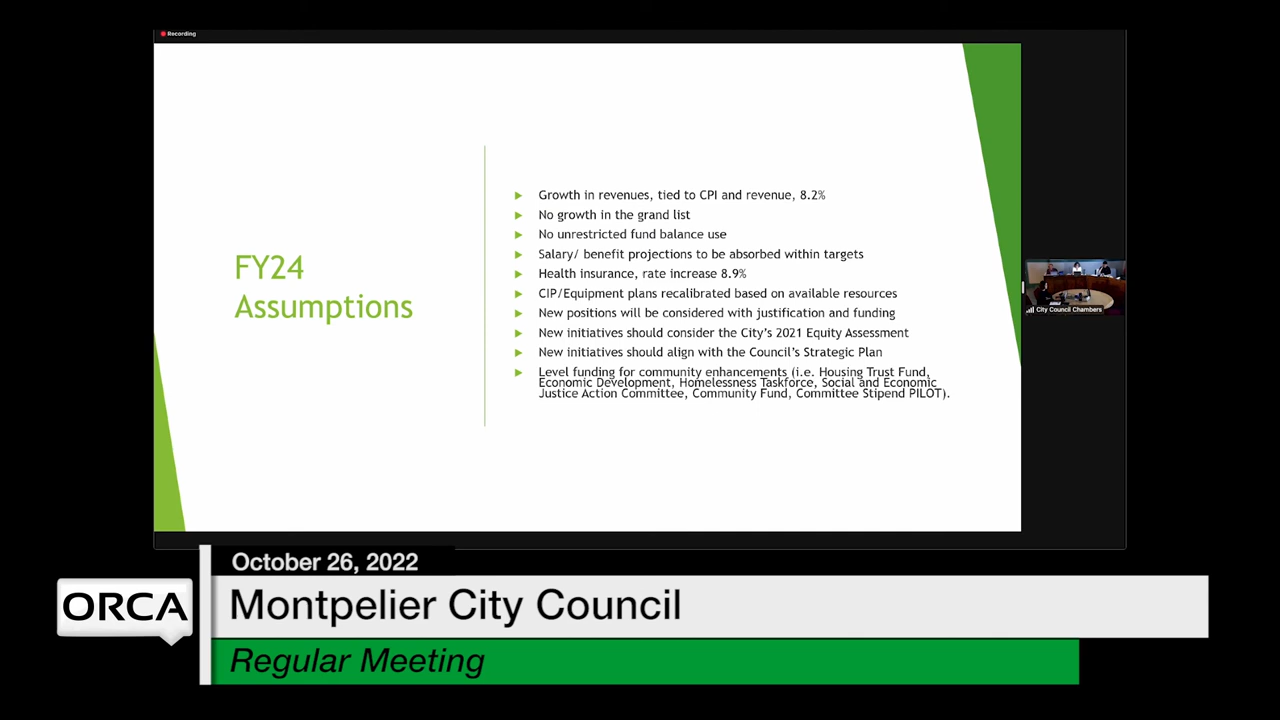 Recording
FY24
Assumptions
Growth in revenues, tied to CPI and revenue, 8.2%
No growth in the grand list
No unrestricted fund balance use
Salary/ benefit projections to be absorbed within targets
Health insurance, rate increase 8.9%
CIP/Equipment plans recalibrated based on available resources
New positions will be considered with justification and funding
New initiatives should consider the City's 2021 Equity Assessment
New initiatives should align with the Council's Strategic Plan
Level funding for community enhancements (i.e. Housing Trust Fund,
Economic Development, Homelessness Taskforce, Social and Economic
Justice Action Committee, Community Fund, Committee Stipend PILOT).
City Council Chambers
October 26, 2022
ORCA
Montpelier City Council
Regular Meeting